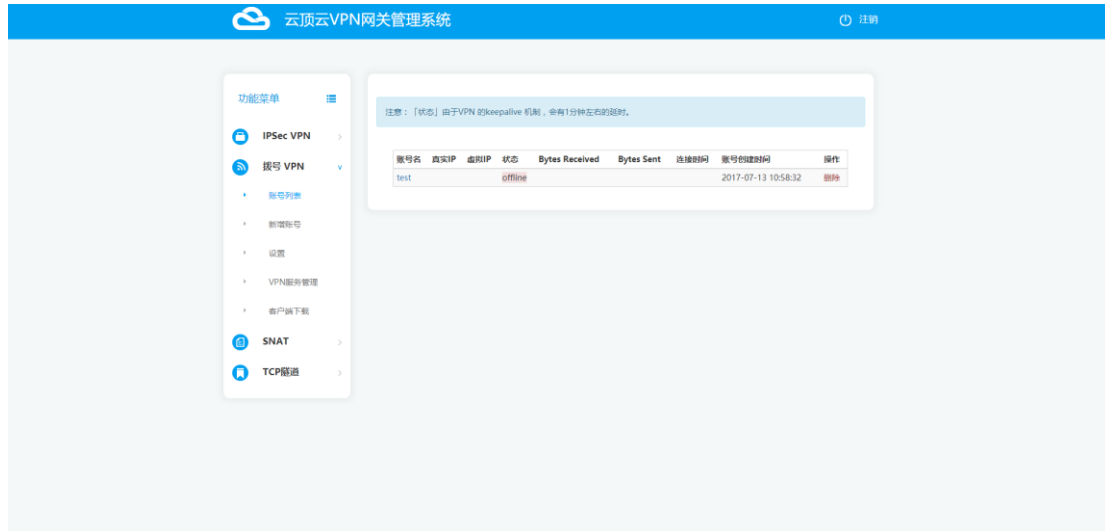 云顶云VPN网关管理系统
注销
功能菜单
IPSec VPN
拨号 VPN
账号列表
新增账号
设置
VPN服务管理
客户端下载
SNAT
TCP隧道
注意：「状态」由于VPN 的keepalive 机制，会有1分钟左右的延时。
账号名 真实IP 虚拟IP 状态 Bytes Received Bytes Sent 连接时间 账号创建时间 操作
test offline 2017-07-13 10:58:32 删除